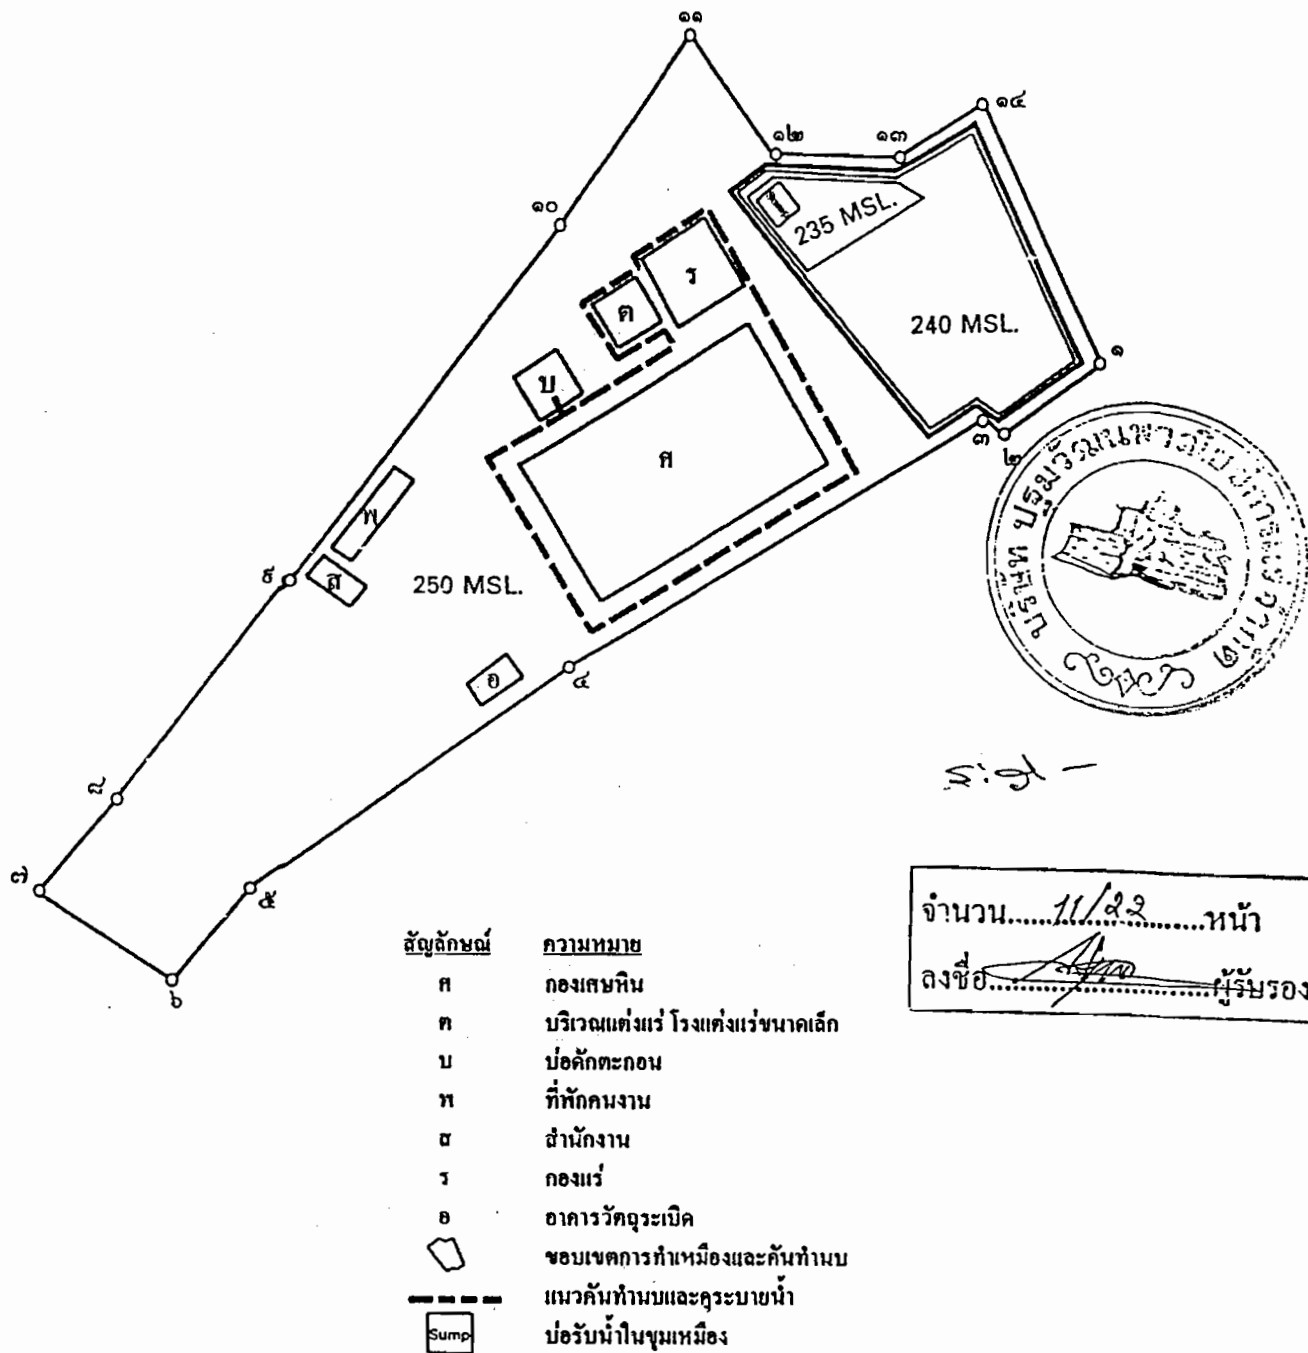 ๑๑
๑๔
๑๒
๑๓
๑๐
235 MSL.
ร
ต
240 MSL.
๑
บ
๓
๒
ศ
พ
๙
ส
250 MSL.
๔
อ
๘
๗
๕
๖
จำนวน 11/22 หน้า
ลงชื่อ ผู้รับรอง
สัญลักษณ์ ความหมาย
ศ กองเศษหิน
ต บริเวณแต่งแร่ โรงแต่งแร่ขนาดเล็ก
บ บ่อดักตะกอน
พ ที่พักคนงาน
ส สำนักงาน
ร กองแร่
อ อาคารวัตถุระเบิด
ขอบเขตการทำเหมืองและคันทำนบ
แนวคันทำนบและคูระบายน้ำ
Sump บ่อรับน้ำในขุมเหมือง